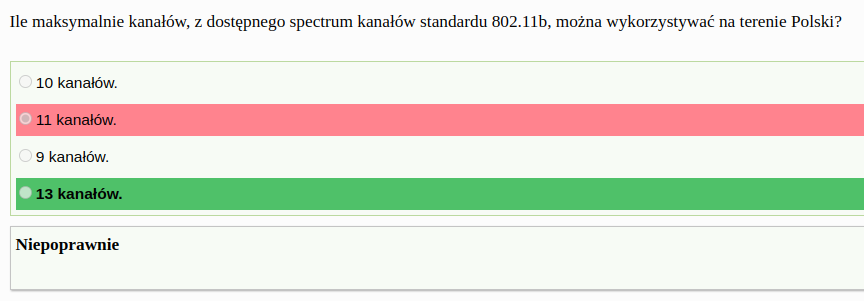 Ile maksymalnie kanałów, z dostępnego spectrum kanałów standardu 802.11b, można wykorzystywać na terenie Polski?
10 kanałów.
11 kanałów.
9 kanałów.
13 kanałów.
Niepoprawnie